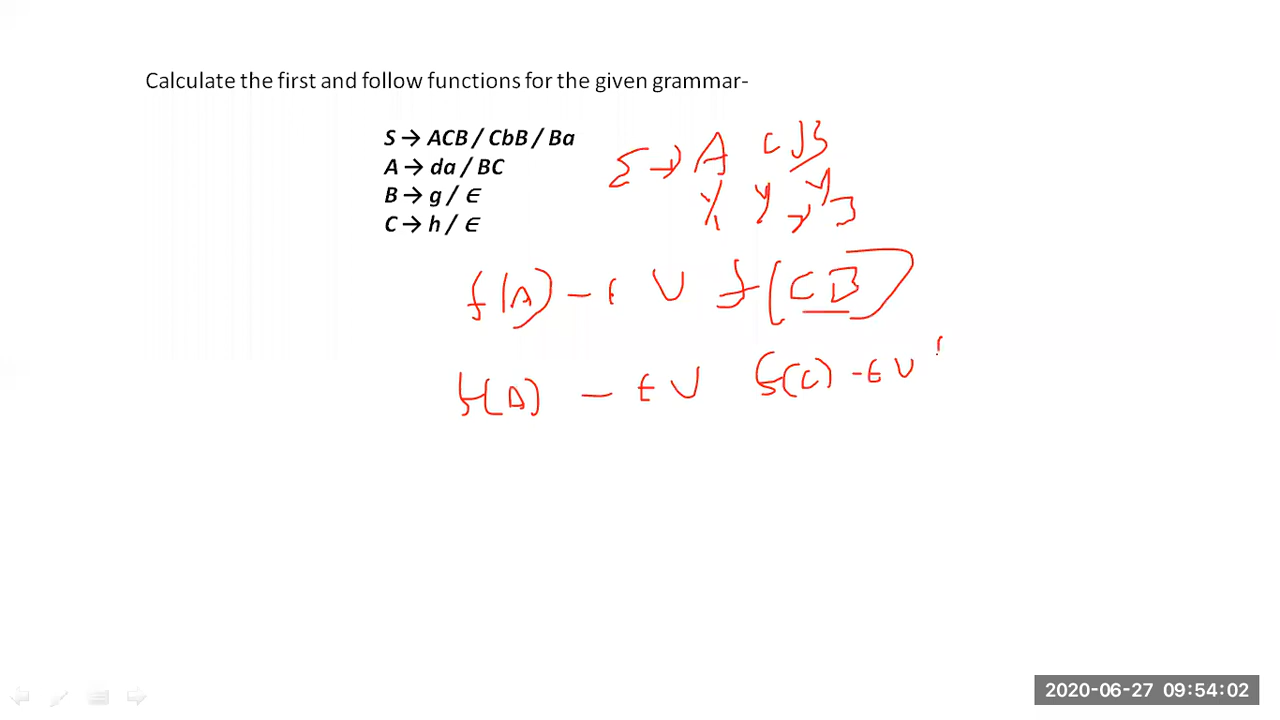 Calculate the first and follow functions for the given grammar-
S → ACB / CbB / Ba
A → da / BC
B → g / ∈
C → h / ∈
S → A C B
f(A) - ϵ ∪ f(CB)
f(A) - ϵ ∪ f(C) - ϵ ∪
2020-06-27 09:54:02